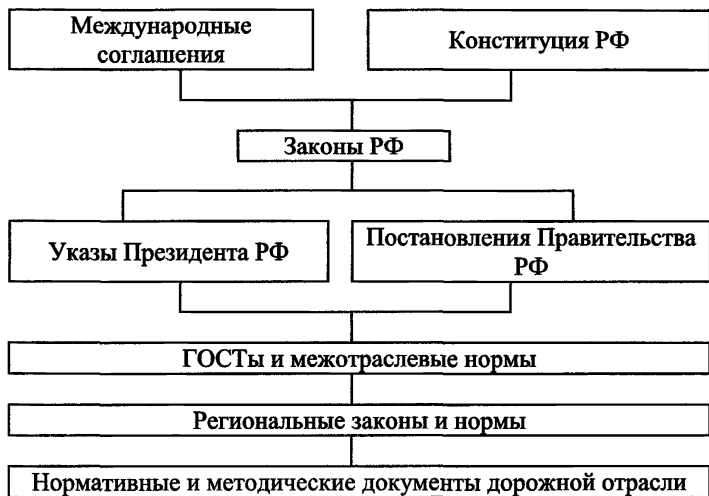 Международные
соглашения
Конституция РФ
Законы РФ
Указы Президента РФ
Постановления Правительства
РФ
ГОСТы и межотраслевые нормы
Региональные законы и нормы
Нормативные и методические документы дорожной отрасли